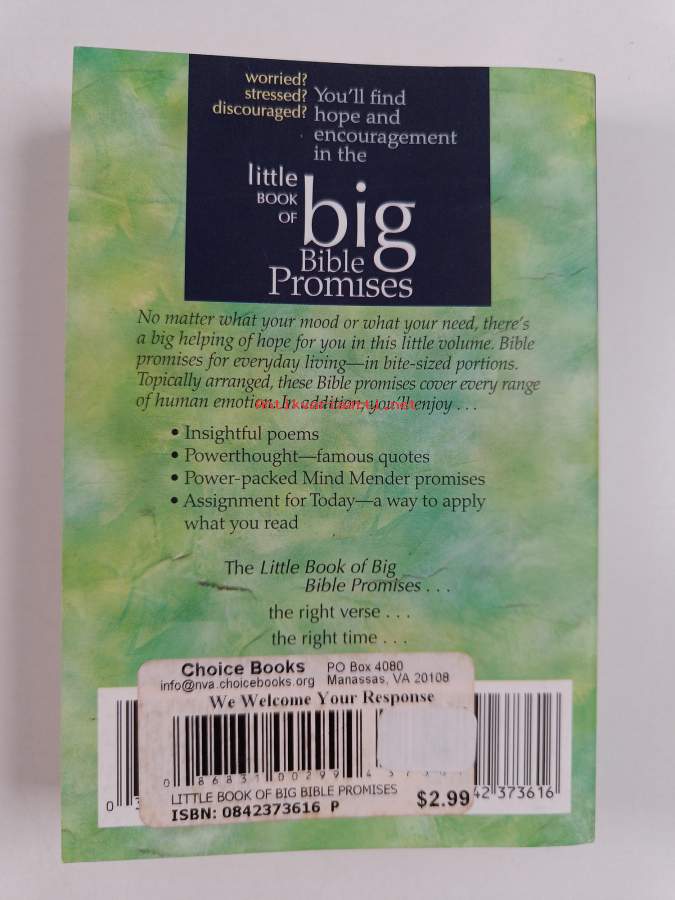 worried?
stressed? You'll find
discouraged? hope and
encouragement
in the
little
BOOK
OF
big
Bible
Promises
No matter what your mood or what your need, there's
a big helping of hope for you in this little volume. Bible
promises for everyday living—in bite-sized portions.
Topically arranged, these Bible promises cover every range
of human emotion. In addition, you'll enjoy . . .
• Insightful poems
• Powerthought—famous quotes
• Power-packed Mind Mender promises
• Assignment for Today—a way to apply
what you read
The Little Book of Big
Bible Promises . . .
the right verse . . .
the right time . . .
Choice Books PO Box 4080
info@nva.choicebooks.org Manassas, VA 20108
We Welcome Your Response
0 86831 00299
LITTLE BOOK OF BIG BIBLE PROMISES
ISBN: 0842373616 P $2.99
42 373616